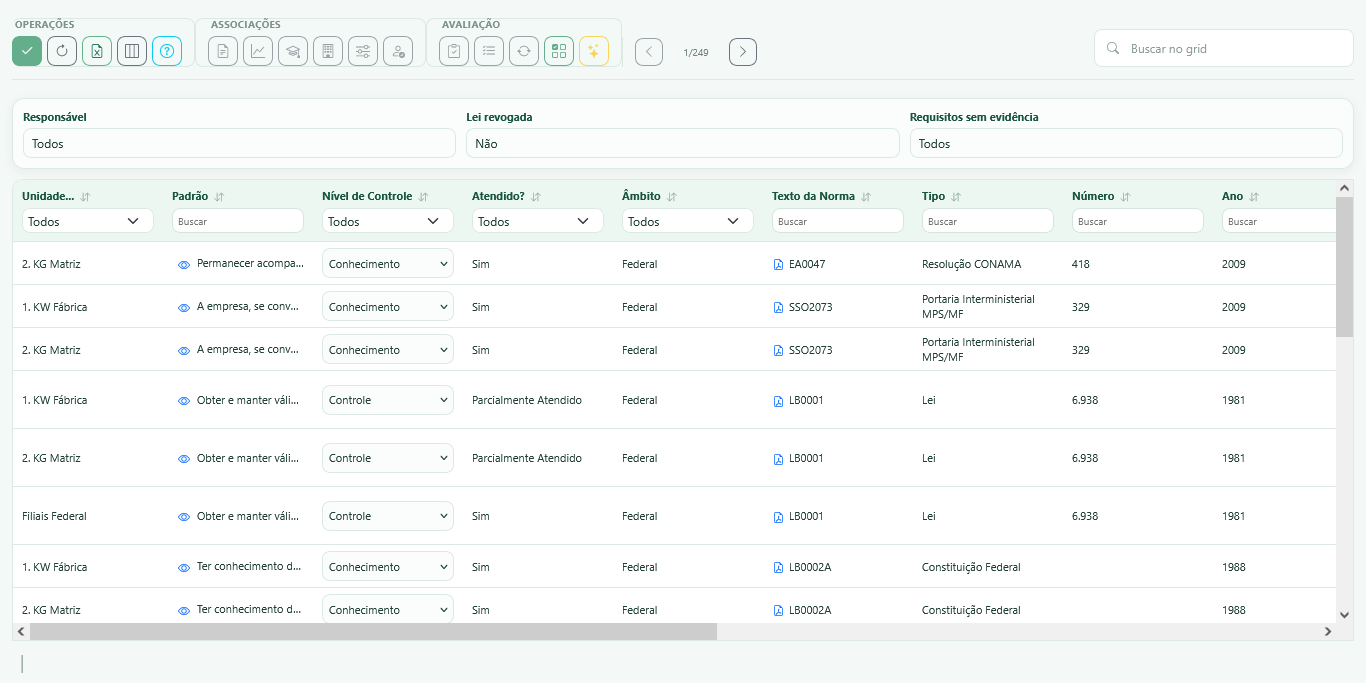 OPERAÇÕES ASSOCIAÇÕES AVALIAÇÃO
1/249
Buscar no grid
Responsável Lei revogada Requisitos sem evidência
Todos Não Todos
Unidade... Padrão Nível de Controle Atendido? Âmbito Texto da Norma Tipo Número Ano
Todos Buscar Todos Todos Todos Buscar Buscar Buscar Buscar
2. KG Matriz Permanecer acompa... Conhecimento Sim Federal EA0047 Resolução CONAMA 418 2009
1. KW Fábrica A empresa, se conv... Conhecimento Sim Federal SSO2073 Portaria Interministerial MPS/MF 329 2009
2. KG Matriz A empresa, se conv... Conhecimento Sim Federal SSO2073 Portaria Interministerial MPS/MF 329 2009
1. KW Fábrica Obter e manter váli... Controle Parcialmente Atendido Federal LB0001 Lei 6.938 1981
2. KG Matriz Obter e manter váli... Controle Parcialmente Atendido Federal LB0001 Lei 6.938 1981
Filiais Federal Obter e manter váli... Controle Sim Federal LB0001 Lei 6.938 1981
1. KW Fábrica Ter conhecimento d... Conhecimento Sim Federal LB0002A Constituição Federal 1988
2. KG Matriz Ter conhecimento d... Conhecimento Sim Federal LB0002A Constituição Federal 1988